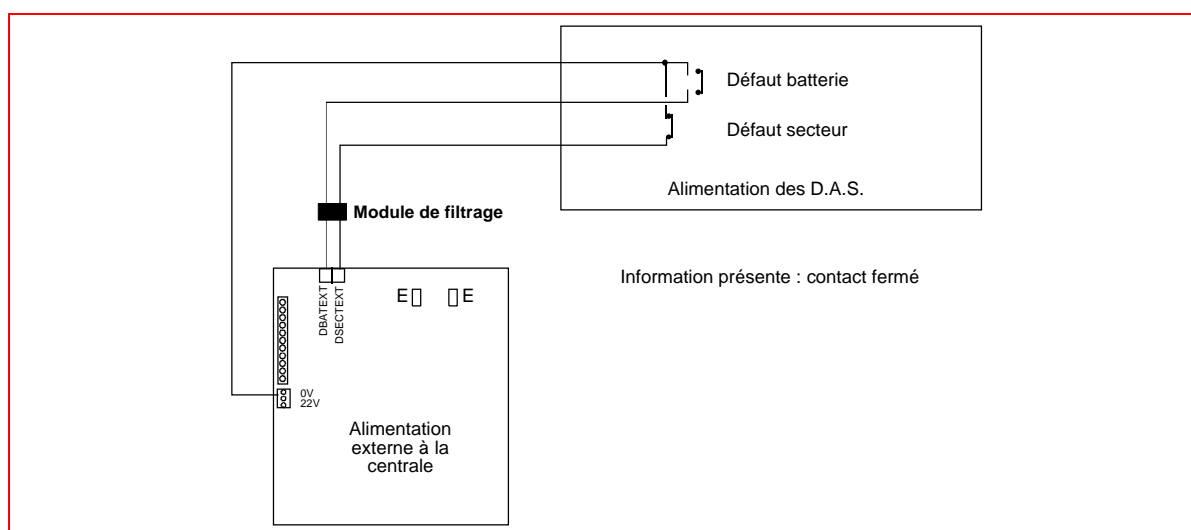 Défaut batterie
Défaut secteur
Alimentation des D.A.S.
Module de filtrage
Information présente : contact fermé
DBATEXT
DSECTEXT
E E
0V
22V
Alimentation
externe à la
centrale